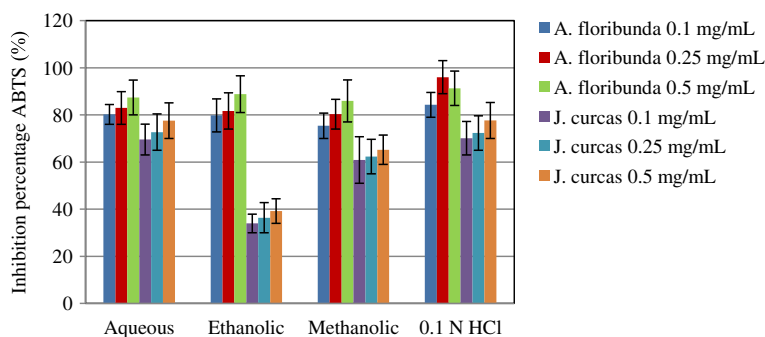 Inhibition percentage ABTS (%)
120
100
80
60
40
20
0
Aqueous
Ethanolic
Methanolic
0.1 N HCl
A. floribunda 0.1 mg/mL
A. floribunda 0.25 mg/mL
A. floribunda 0.5 mg/mL
J. curcas 0.1 mg/mL
J. curcas 0.25 mg/mL
J. curcas 0.5 mg/mL